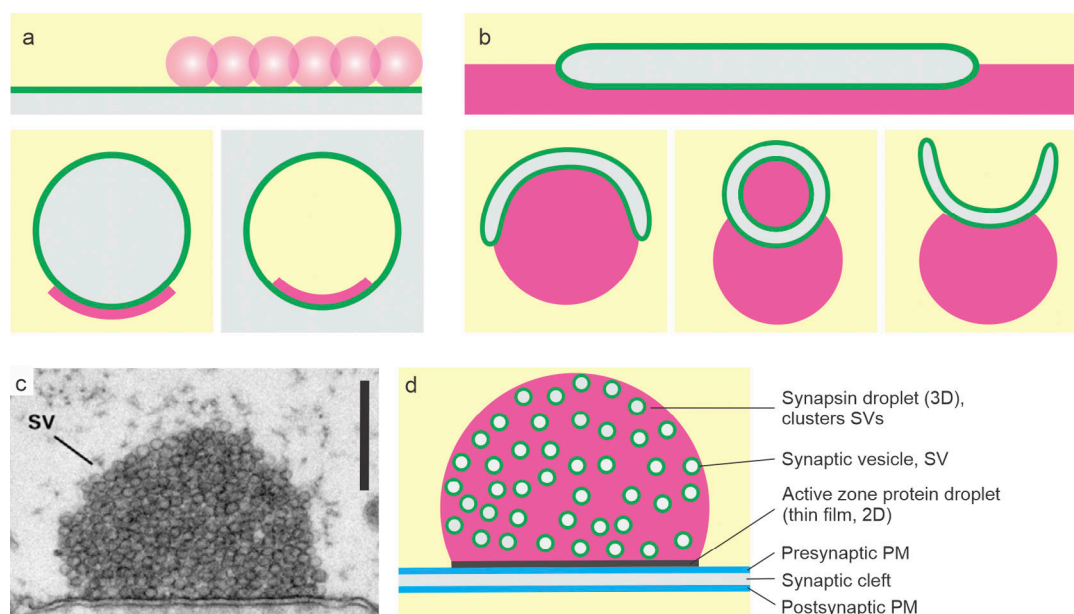 a
b
c
SV
d
Synapsin droplet (3D),
clusters SVs
Synaptic vesicle, SV
Active zone protein droplet
(thin film, 2D)
Presynaptic PM
Synaptic cleft
Postsynaptic PM